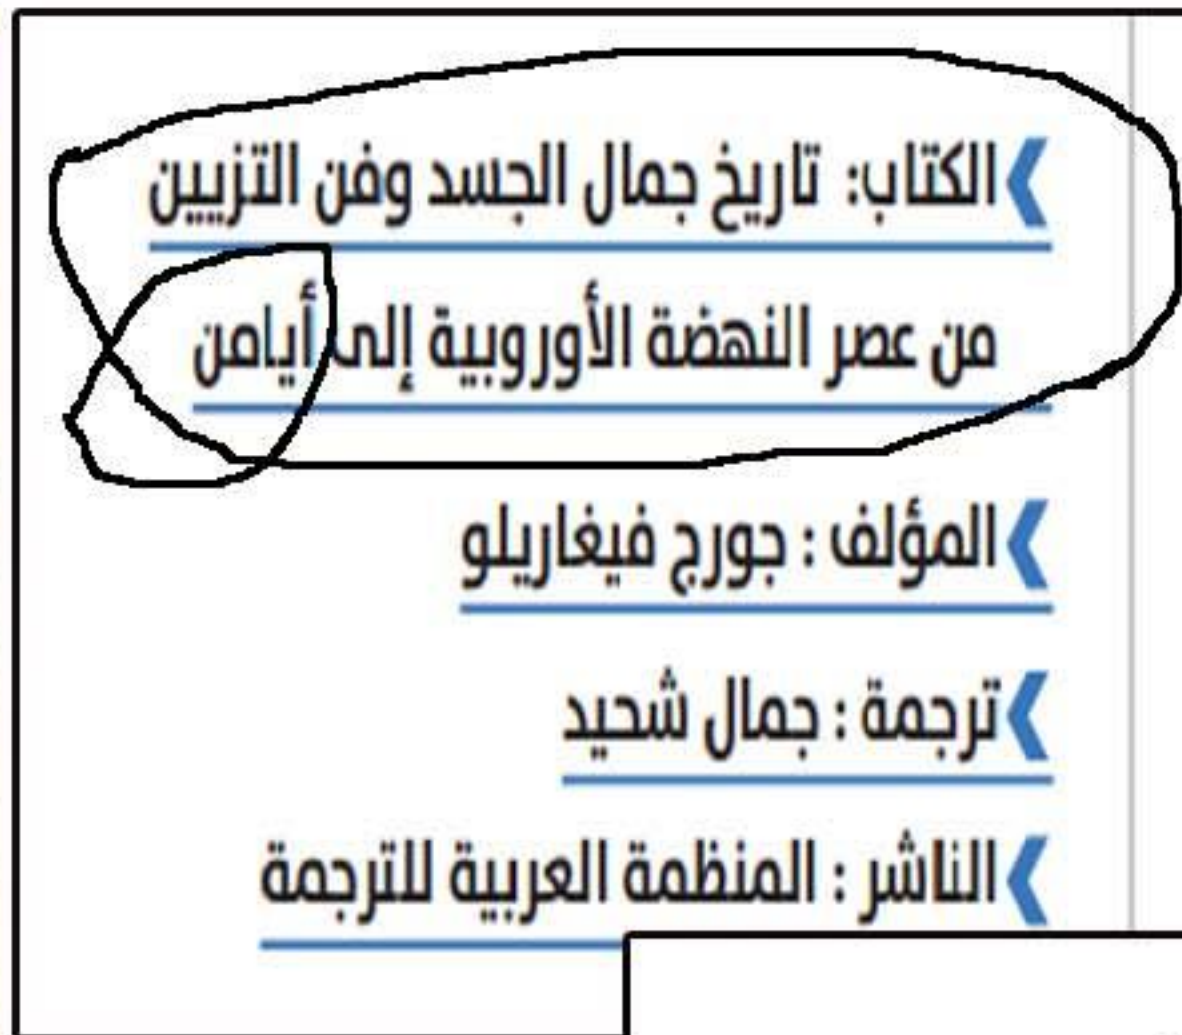 الكتاب: تاريخ جمال الجسد وفن التزيين
من عصر النهضة الأوروبية إلى أيامن
المؤلف : جورج فيغاريلو
ترجمة : جمال شحيد
الناشر : المنظمة العربية للترجمة